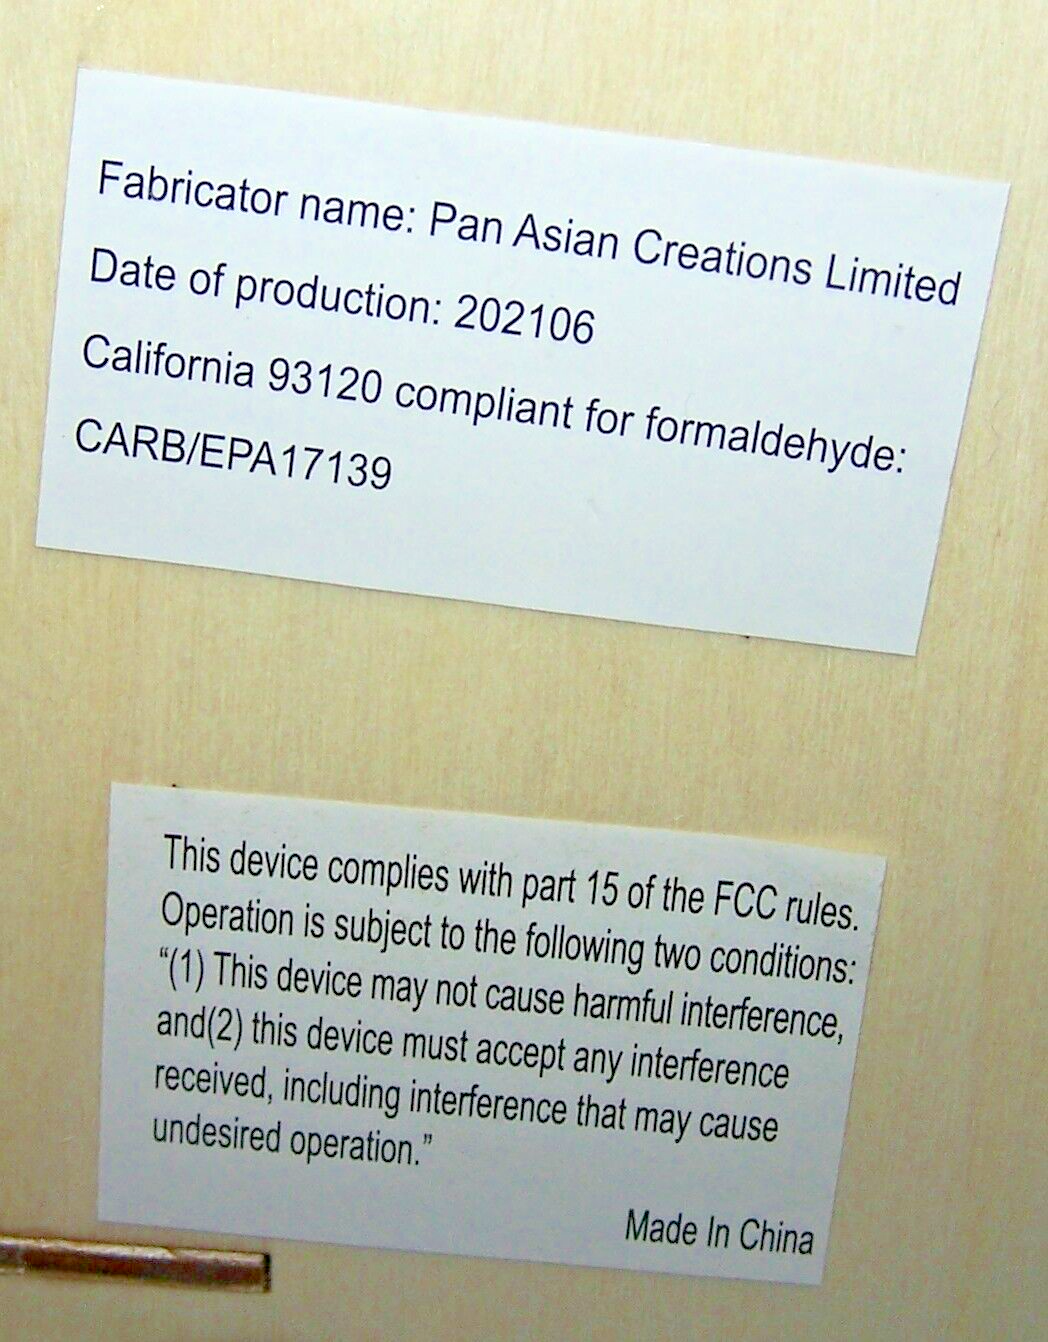 Fabricator name: Pan Asian Creations Limited
Date of production: 202106
California 93120 compliant for formaldehyde:
CARB/EPA17139
This device complies with part 15 of the FCC rules.
Operation is subject to the following two conditions:
“(1) This device may not cause harmful interference,
and(2) this device must accept any interference
received, including interference that may cause
undesired operation.”
Made In China